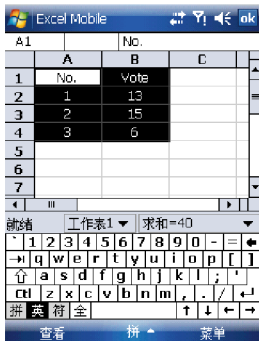 Excel Mobile ok
A1 No.
A B C
1 No. Vote
2 1 13
3 2 15
4 3 6
5
6
7
就绪 工作表1 求和=40
` 1 2 3 4 5 6 7 8 9 0 - =
q w e r t y u i o p [ ]
a s d f g h j k l ; '
Ctl z x c v b n m , . /
拼 英 符 全
查看 拼 菜单